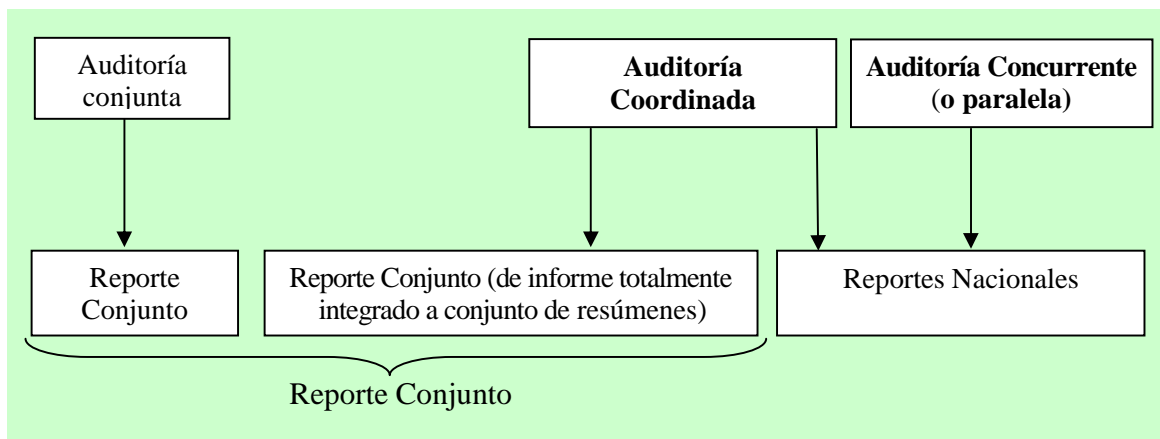 Auditoría
conjunta
Auditoría
Coordinada
Auditoría Concurrente
(o paralela)
Reporte
Conjunto
Reporte Conjunto (de informe totalmente
integrado a conjunto de resúmenes)
Reportes Nacionales
Reporte Conjunto